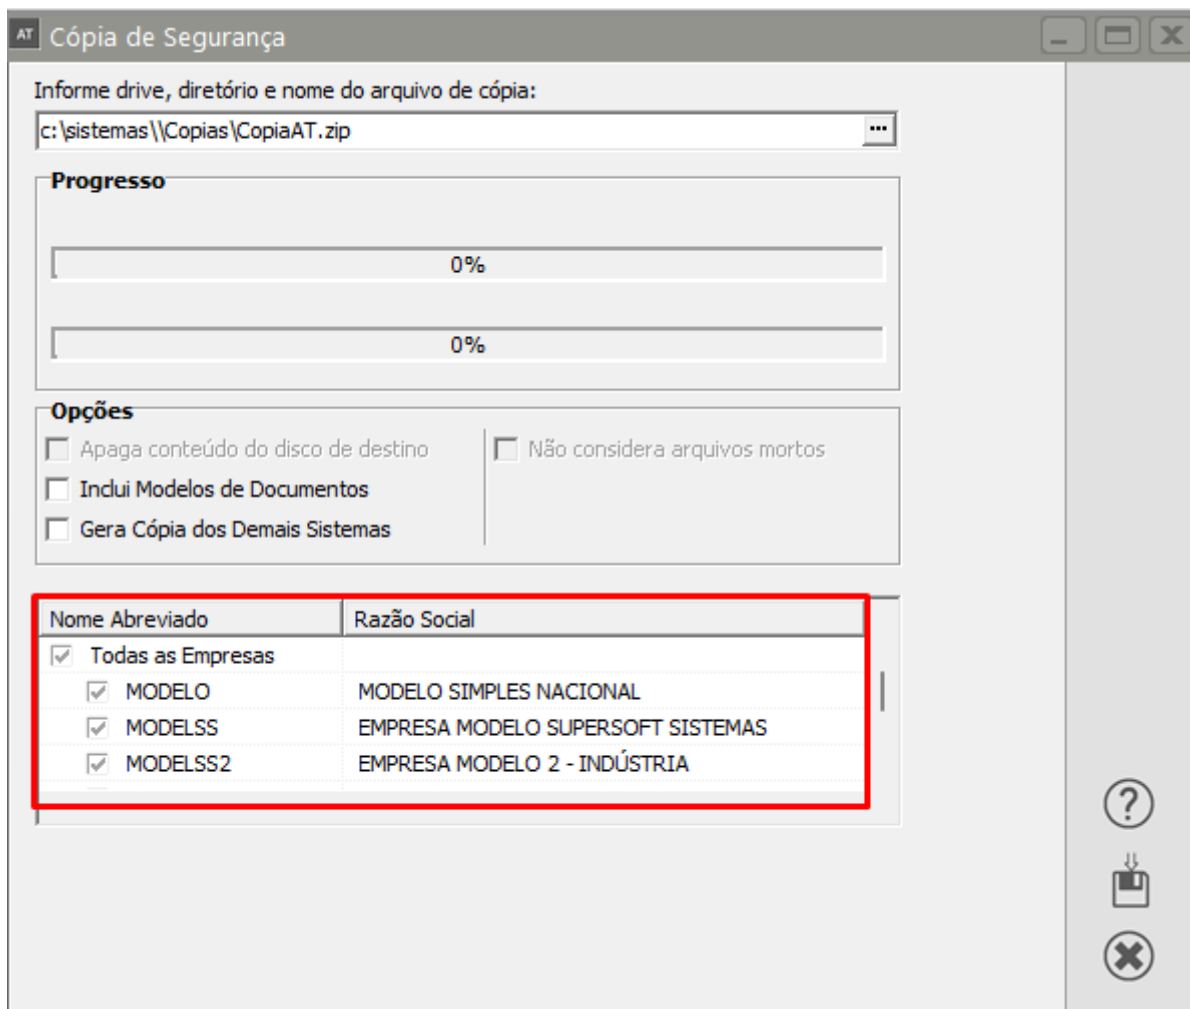 AT Cópia de Segurança
Informe drive, diretório e nome do arquivo de cópia:
c:\sistemas\\Copias\CopiaAT.zip ...
Progresso
0%
0%
Opções
Apaga conteúdo do disco de destino Não considera arquivos mortos
Inclui Modelos de Documentos
Gera Cópia dos Demais Sistemas
Nome Abreviado Razão Social
Todas as Empresas
MODELO MODELO SIMPLES NACIONAL
MODELSS EMPRESA MODELO SUPERSOFT SISTEMAS
MODELSS2 EMPRESA MODELO 2 - INDÚSTRIA
?